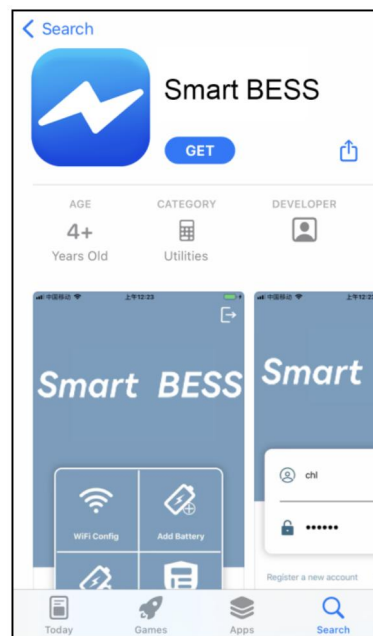 Search
Smart BESS
GET
AGE
CATEGORY
DEVELOPER
4+
Years Old
Utilities
中国移动
上午12:23
Smart BESS
WiFi Config
Add Battery
中国移动
上午12:23
Smart
chl
••••••
Register a new account
Today
Games
Apps
Search